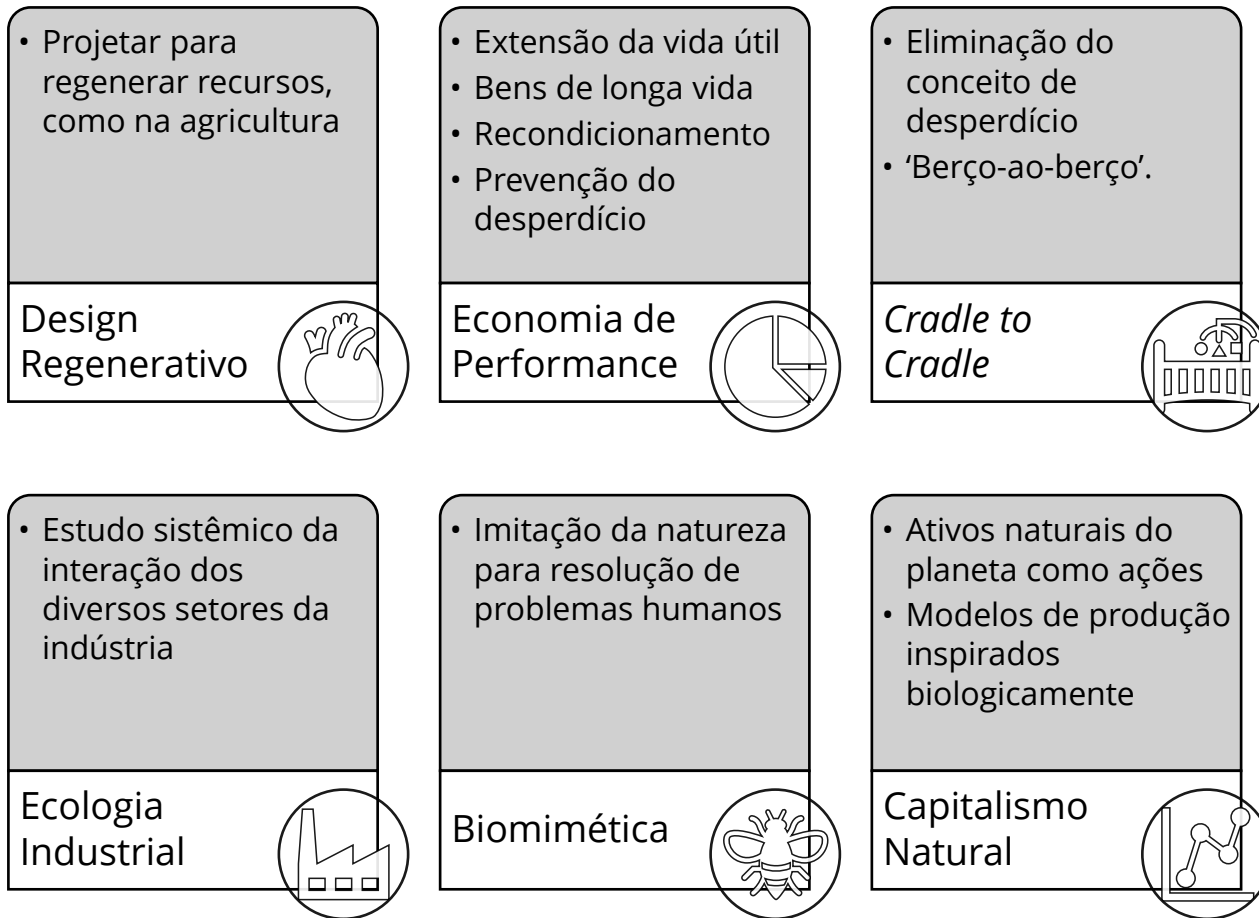 • Projetar para
regenerar recursos,
como na agricultura
Design
Regenerativo
• Extensão da vida útil
• Bens de longa vida
• Recondicionamento
• Prevenção do
desperdício
Economia de
Performance
• Eliminação do
conceito de
desperdício
• ‘Berço-ao-berço’.
Cradle to
Cradle
• Estudo sistêmico da
interação dos
diversos setores da
indústria
Ecologia
Industrial
• Imitação da natureza
para resolução de
problemas humanos
Biomimética
• Ativos naturais do
planeta como ações
• Modelos de produção
inspirados
biologicamente
Capitalismo
Natural